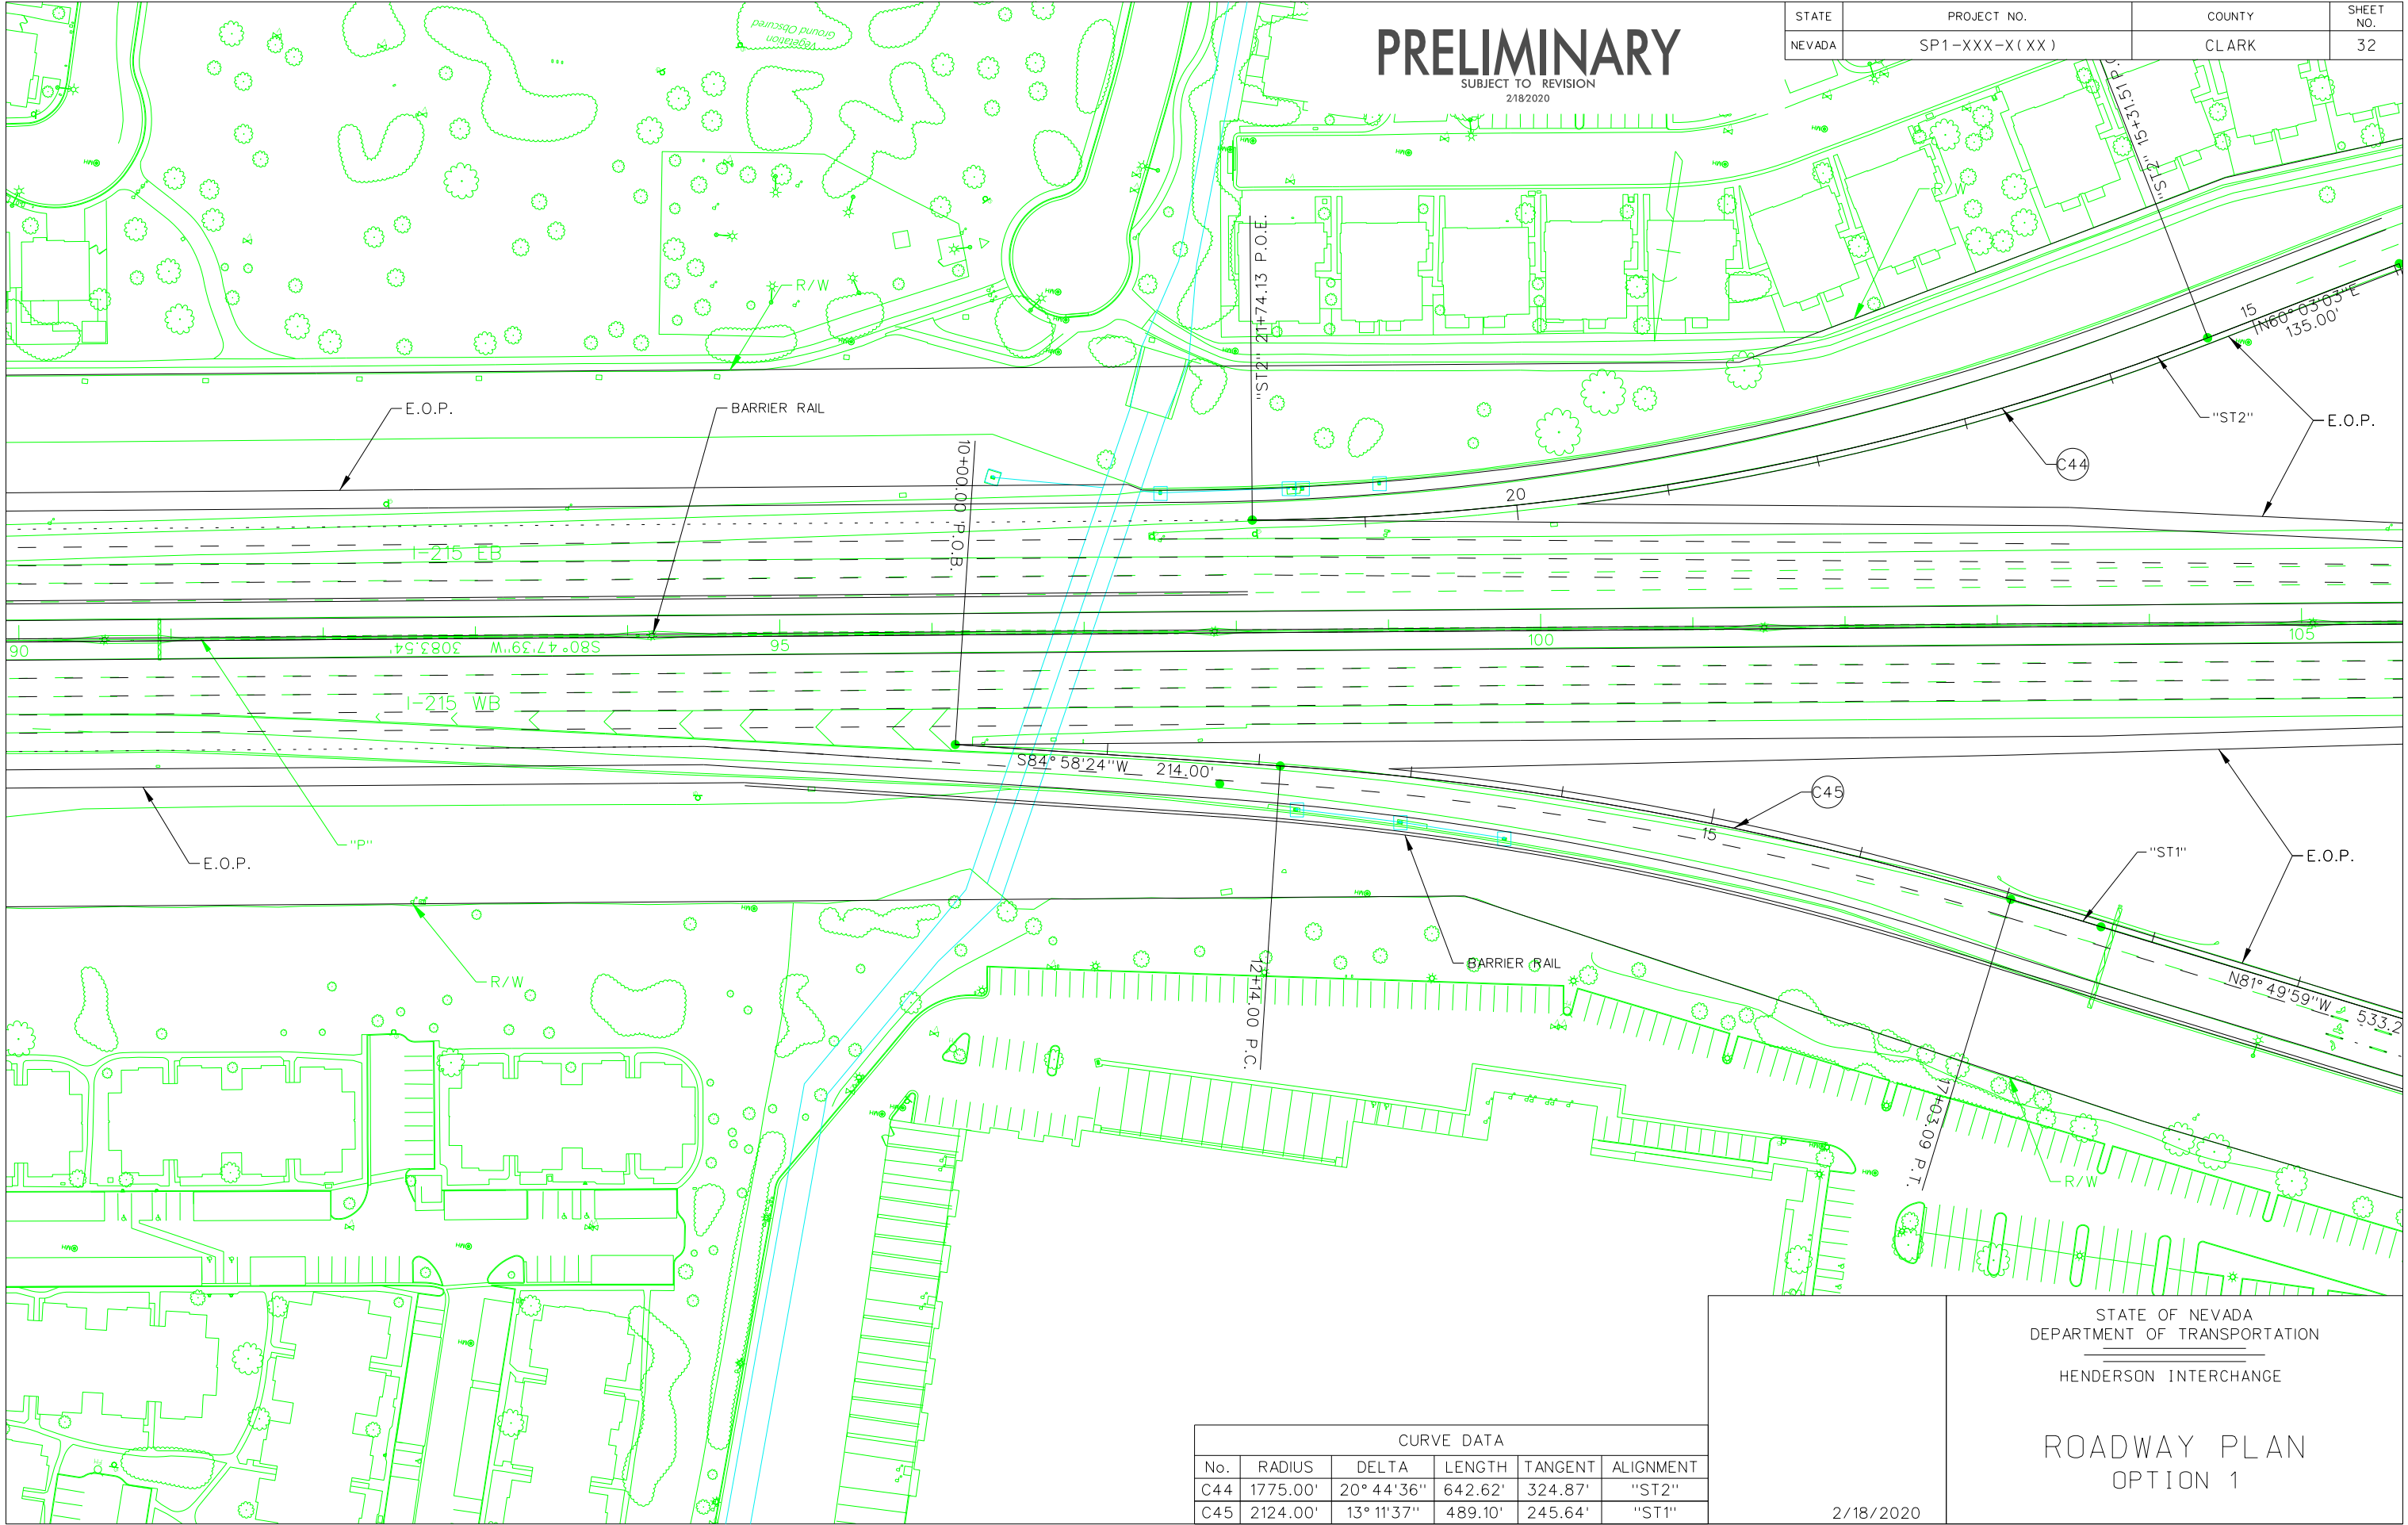 STATE PROJECT NO. COUNTY SHEET NO.
NEVADA SP1-XXX-X(XX) CLARK 32
PRELIMINARY
SUBJECT TO REVISION
2/18/2020
Vegetation
Ground Obscured
R/W
R/W
"ST2" 21+74.13 P.O.E.
"ST2" 15+31.51 P.
15
N60°03'03"E
135.00'
E.O.P.
BARRIER RAIL
10+00.00 P.O.B.
"ST2"
E.O.P.
C44
20
I-215 EB
90
S80°47'39"W 3083.54'
95
100
105
I-215 WB
S84°58'24"W 214.00'
C45
15
"P"
E.O.P.
"ST1"
E.O.P.
R/W
BARRIER RAIL
12+14.00 P.C.
N81°49'59"W 533.2
17+03.09 P.T.
R/W
CURVE DATA
No. RADIUS DELTA LENGTH TANGENT ALIGNMENT
C44 1775.00' 20°44'36" 642.62' 324.87' "ST2"
C45 2124.00' 13°11'37" 489.10' 245.64' "ST1"
2/18/2020
STATE OF NEVADA
DEPARTMENT OF TRANSPORTATION
HENDERSON INTERCHANGE
ROADWAY PLAN
OPTION 1